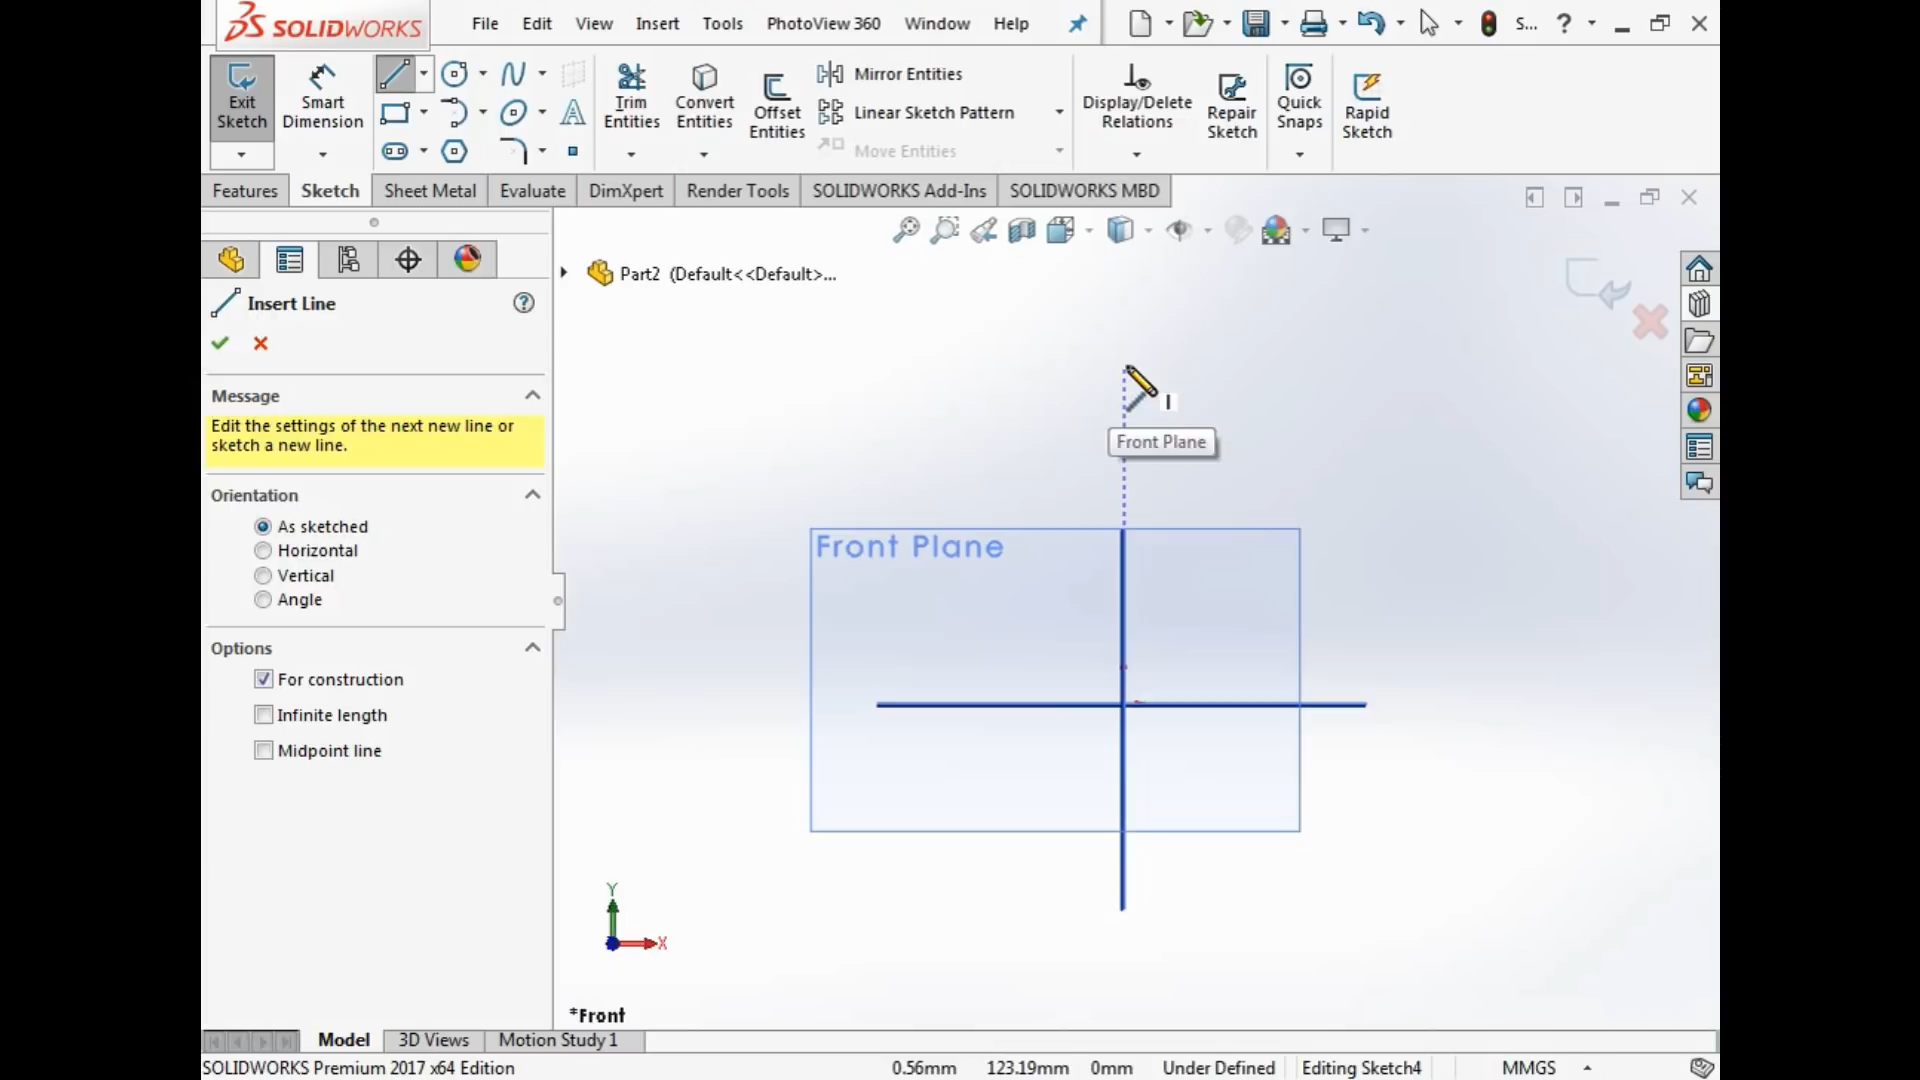 SOLIDWORKS
File Edit View Insert Tools PhotoView 360 Window Help S... ?
Exit Sketch
Smart Dimension
Trim Entities
Convert Entities
Offset Entities
Mirror Entities
Linear Sketch Pattern
Move Entities
Display/Delete Relations
Repair Sketch
Quick Snaps
Rapid Sketch
Features Sketch Sheet Metal Evaluate DimXpert Render Tools SOLIDWORKS Add-Ins SOLIDWORKS MBD
Part2 (Default<<Default>...
Insert Line
Message
Edit the settings of the next new line or
sketch a new line.
Orientation
As sketched
Horizontal
Vertical
Angle
Options
For construction
Infinite length
Midpoint line
Front Plane
Front Plane
Y
X
*Front
Model 3D Views Motion Study 1
SOLIDWORKS Premium 2017 x64 Edition 0.56mm 123.19mm 0mm Under Defined Editing Sketch4 MMGS